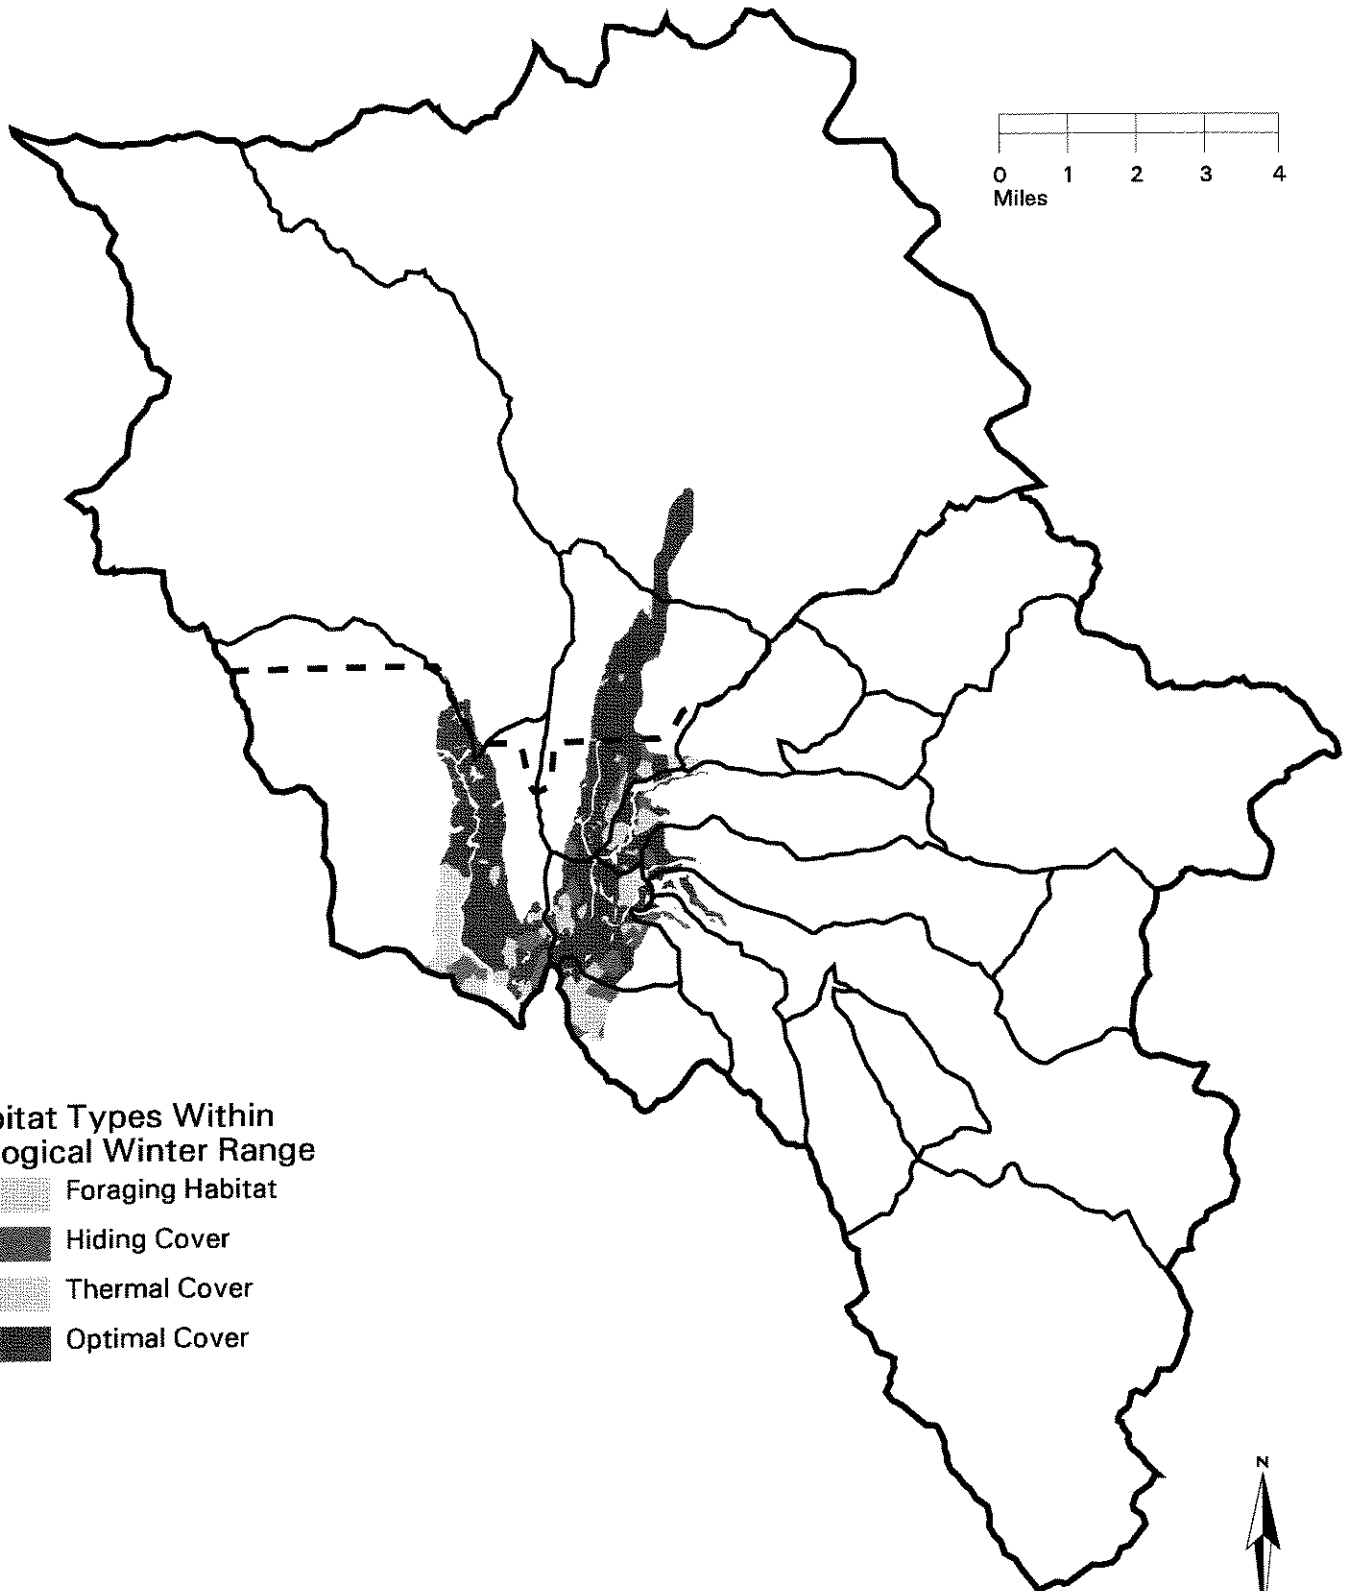 0 1 2 3 4
Miles
bitat Types Within
ogical Winter Range
Foraging Habitat
Hiding Cover
Thermal Cover
Optimal Cover
N